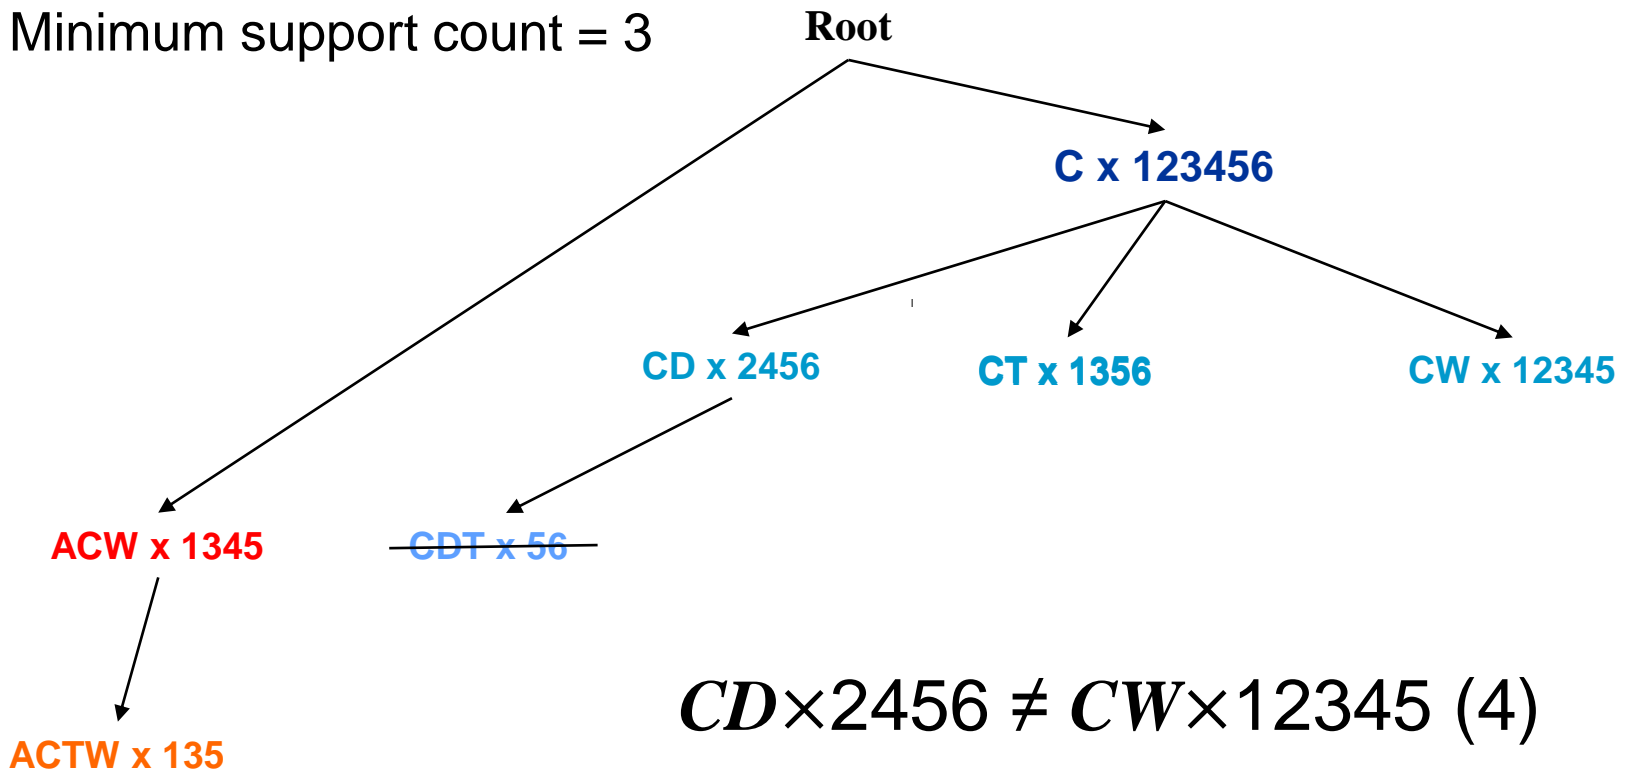 Minimum support count = 3
Root
C x 123456
CD x 2456
CT x 1356
CW x 12345
ACW x 1345
CDT x 56
CD×2456 ≠ CW×12345 (4)
ACTW x 135